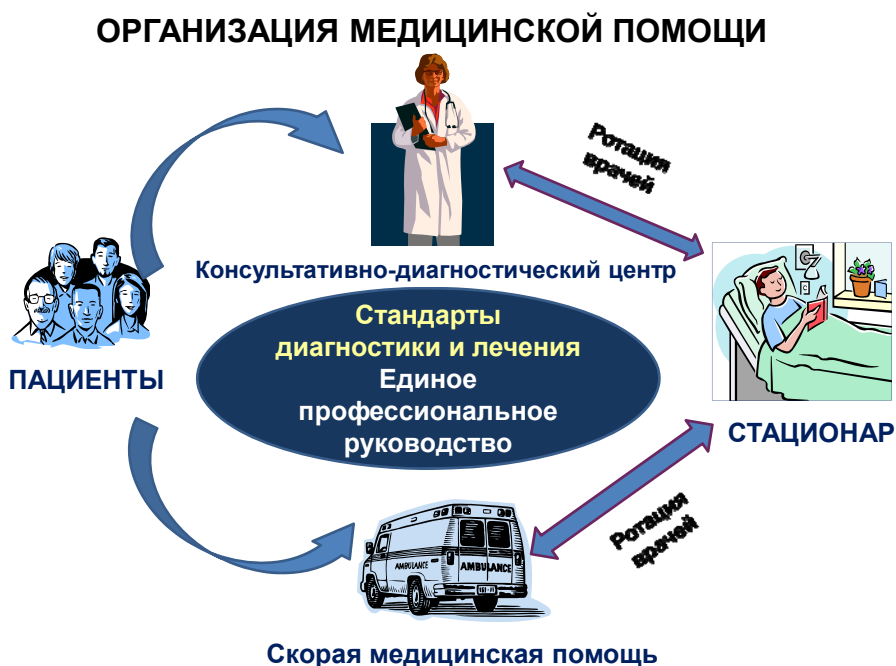 ОРГАНИЗАЦИЯ МЕДИЦИНСКОЙ ПОМОЩИ
Ротация
врачей
Консультативно-диагностический центр
Стандарты
диагностики и лечения
Единое
профессиональное
руководство
ПАЦИЕНТЫ
СТАЦИОНАР
Ротация
врачей
AMBULANCE
AMBULANCE
Скорая медицинская помощь